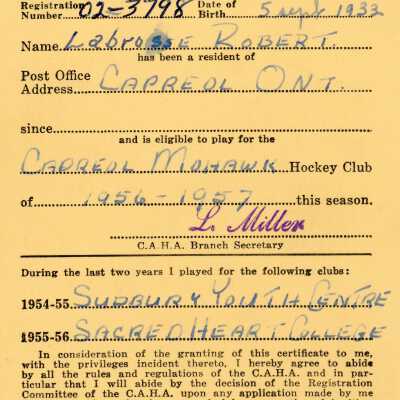 Registration Number 02-3798 Date of Birth 5 sept 1933
Name Labrosse Robert.
has been a resident of
Post Office Address CAPREOL ONT.
since
and is eligible to play for the
CAPREOL MOHAWK Hockey Club
of 1956-1957 this season.
L. Miller
C.A.H.A. Branch Secretary
During the last two years I played for the following clubs:
1954-55 SUDBURY YOUTH CENTRE
1955-56 SACRED HEART COLLEGE
In consideration of the granting of this certificate to me,
with the privileges incident thereto, I hereby agree to abide
by all the rules and regulations of the C.A.H.A. and in par-
ticular that I will abide by the decision of the Registration
Committee of the C.A.H.A. upon any application made by me